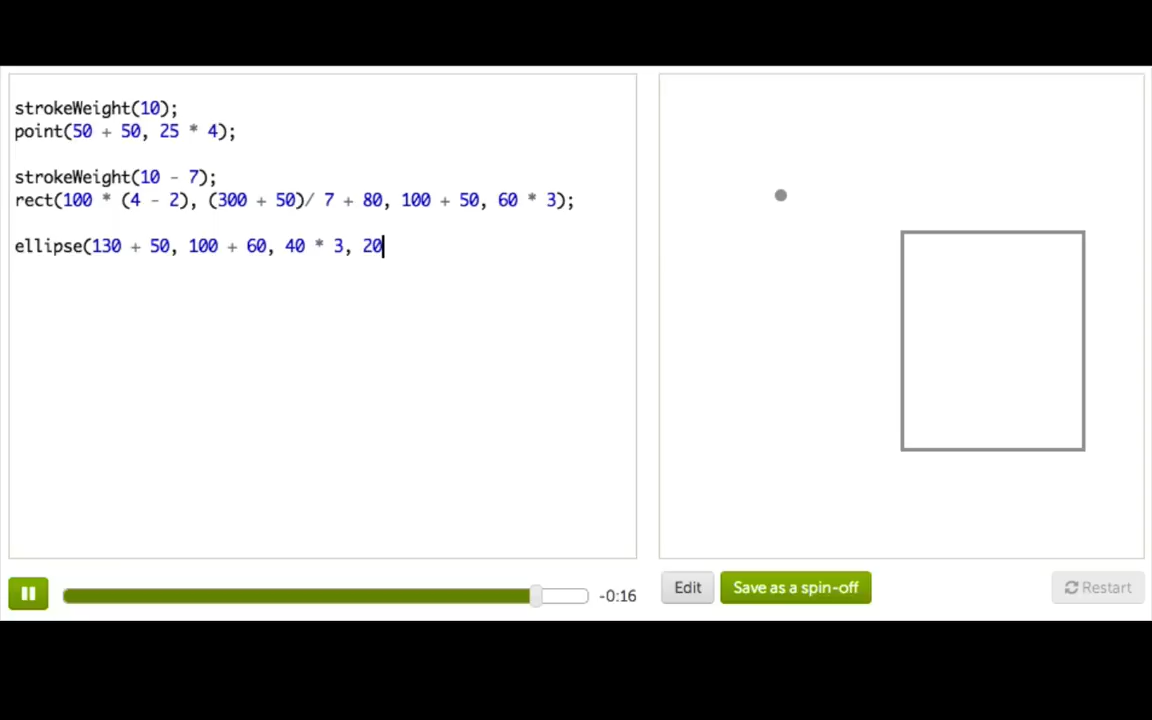 strokeWeight(10);
point(50 + 50, 25 * 4);
strokeWeight(10 - 7);
rect(100 * (4 - 2), (300 + 50)/ 7 + 80, 100 + 50, 60 * 3);
ellipse(130 + 50, 100 + 60, 40 * 3, 20
-0:16
Edit
Save as a spin-off
Restart